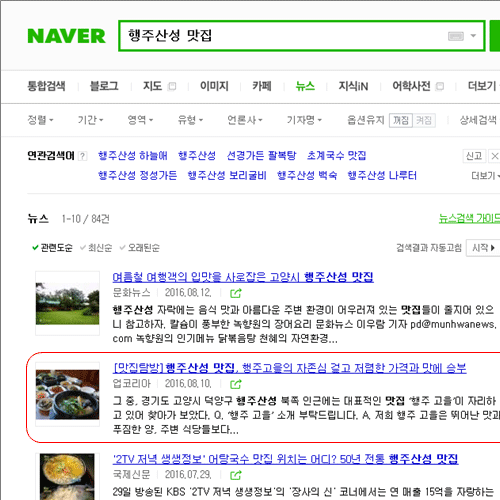 NAVER 행주산성 맛집
통합검색 블로그 지도 이미지 카페 뉴스 지식iN 어학사전 더보기
정렬 기간 영역 유형 언론사 기자명 옵션유지 꺼짐 켜짐 상세검색
연관검색어 ? 행주산성 하늘애 행주산성 선경가든 팔복탕 초계국수 맛집 신고 X
행주산성 정성가든 행주산성 보리굴비 행주산성 백숙 행주산성 나루터 더보기
뉴스 1-10 / 84건 뉴스검색 가이드
관련도순 최신순 오래된순 검색결과 자동고침 시작
여름철 여행객의 입맛을 사로잡은 고양시 행주산성 맛집
문화뉴스 2016.08.12.
행주산성 자락에는 음식 맛과 아름다운 주변 환경이 어우러져 있는 맛집들이 줄지어 있으
니 참고하자. 칼슘이 풍부한 녹향원의 장어요리 문화뉴스 이우람 기자 pd@munhwanews.
com 녹향원의 인기메뉴 닭볶음탕 천혜의 자연환경...
[맛집탐방] 행주산성 맛집, 행주고을의 자존심 걸고 저렴한 가격과 맛에 승부
업코리아 2016.08.10.
그 중, 경기도 고양시 덕양구 행주산성 북쪽 인근에는 대표적인 맛집 '행주 고을'이 자리하
고 있어 찾아가 보았다. Q. '행주 고을' 소개 부탁드립니다. A. 저희 행주 고을은 뛰어난 맛과
푸짐한 양, 주변 식당들보다...
'2TV 저녁 생생정보' 어탕국수 맛집 위치는 어디? 50년 전통 행주산성 맛집
국제신문 2016.07.29.
29일 방송된 KBS '2TV 저녁 생생정보'의 '장사의 신' 코너에서는 연 매출 15억을 자랑하는